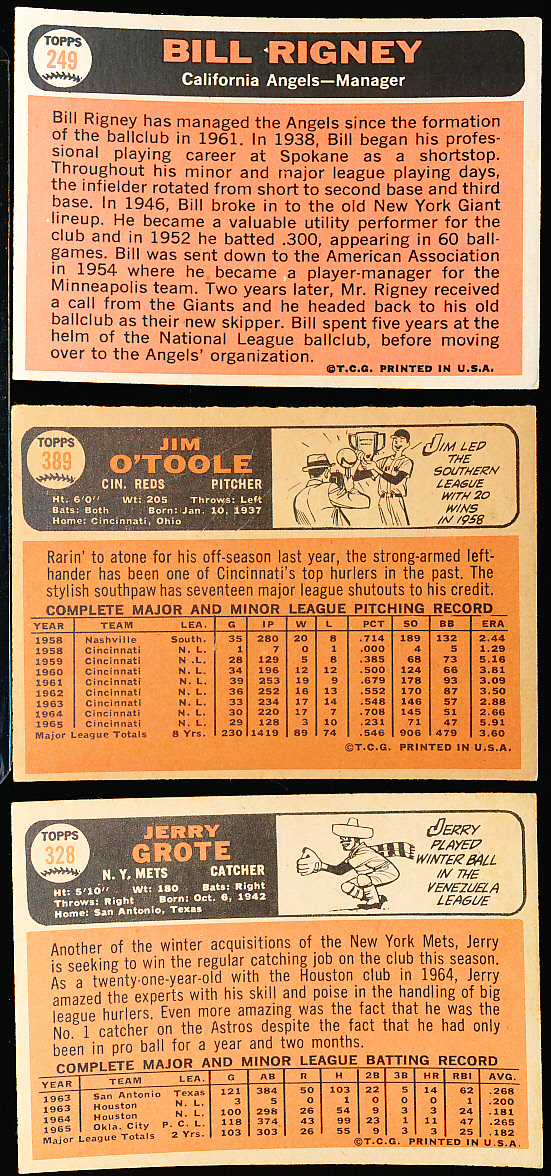 TOPPS
249
BILL RIGNEY
California Angels—Manager
Bill Rigney has managed the Angels since the formation
of the ballclub in 1961. In 1938, Bill began his profes-
sional playing career at Spokane as a shortstop.
Throughout his minor and major league playing days,
the infielder rotated from short to second base and third
base. In 1946, Bill broke in to the old New York Giant
lineup. He became a valuable utility performer for the
club and in 1952 he batted .300, appearing in 60 ball-
games. Bill was sent down to the American Association
in 1954 where he became a player-manager for the
Minneapolis team. Two years later, Mr. Rigney received
a call from the Giants and he headed back to his old
ballclub as their new skipper. Bill spent five years at the
helm of the National League ballclub, before moving
over to the Angels' organization.
©T.C.G. PRINTED IN U.S.A.
TOPPS
389
JIM
O'TOOLE
CIN. REDS PITCHER
Ht: 6'0" Wt: 205 Throws: Left
Bats: Both Born: Jan. 10, 1937
Home: Cincinnati, Ohio
JIM LED
THE
SOUTHERN
LEAGUE
WITH 20
WINS
IN 1958
Rarin' to atone for his off-season last year, the strong-armed left-
hander has been one of Cincinnati's top hurlers in the past. The
stylish southpaw has seventeen major league shutouts to his credit.
COMPLETE MAJOR AND MINOR LEAGUE PITCHING RECORD
YEAR TEAM LEA. G IP W L PCT SO BB ERA
1958 Nashville South. 35 280 20 8 .714 189 132 2.44
1958 Cincinnati N. L. 1 7 0 1 .000 4 5 1.29
1959 Cincinnati N. L. 28 129 5 8 .385 68 73 5.16
1960 Cincinnati N. L. 34 196 12 12 .500 124 66 3.81
1961 Cincinnati N. L. 39 253 19 9 .679 178 93 3.09
1962 Cincinnati N. L. 36 252 16 13 .552 170 87 3.50
1963 Cincinnati N. L. 33 234 17 14 .548 146 57 2.88
1964 Cincinnati N. L. 30 220 17 7 .708 145 51 2.66
1965 Cincinnati N. L. 29 128 3 10 .231 71 47 5.91
Major League Totals 8 Yrs. 230 1419 89 74 .546 906 479 3.60
©T.C.G. PRINTED IN U.S.A.
TOPPS
328
JERRY
GROTE
N. Y. METS CATCHER
Ht: 5'10" Wt: 180 Bats: Right
Throws: Right Born: Oct. 6, 1942
Home: San Antonio, Texas
JERRY
PLAYED
WINTER BALL
IN THE
VENEZUELA
LEAGUE
Another of the winter acquisitions of the New York Mets, Jerry
is seeking to win the regular catching job on the club this season.
As a twenty-one-year-old with the Houston club in 1964, Jerry
amazed the experts with his skill and poise in the handling of big
league hurlers. Even more amazing was the fact that he was the
No. 1 catcher on the Astros despite the fact that he had only
been in pro ball for a year and two months.
COMPLETE MAJOR AND MINOR LEAGUE BATTING RECORD
YEAR TEAM LEA. G AB R H 2B 3B HR RBI AVG.
1963 San Antonio Texas 121 384 50 103 22 5 14 62 .268
1963 Houston N. L. 3 5 0 1 0 0 0 1 .200
1964 Houston N. L. 100 298 26 54 9 3 3 24 .181
1965 Okla. City P. C. L. 118 374 43 99 23 1 11 47 .265
Major League Totals 2 Yrs. 103 303 26 55 9 3 3 25 .182
©T.C.G. PRINTED IN U.S.A.